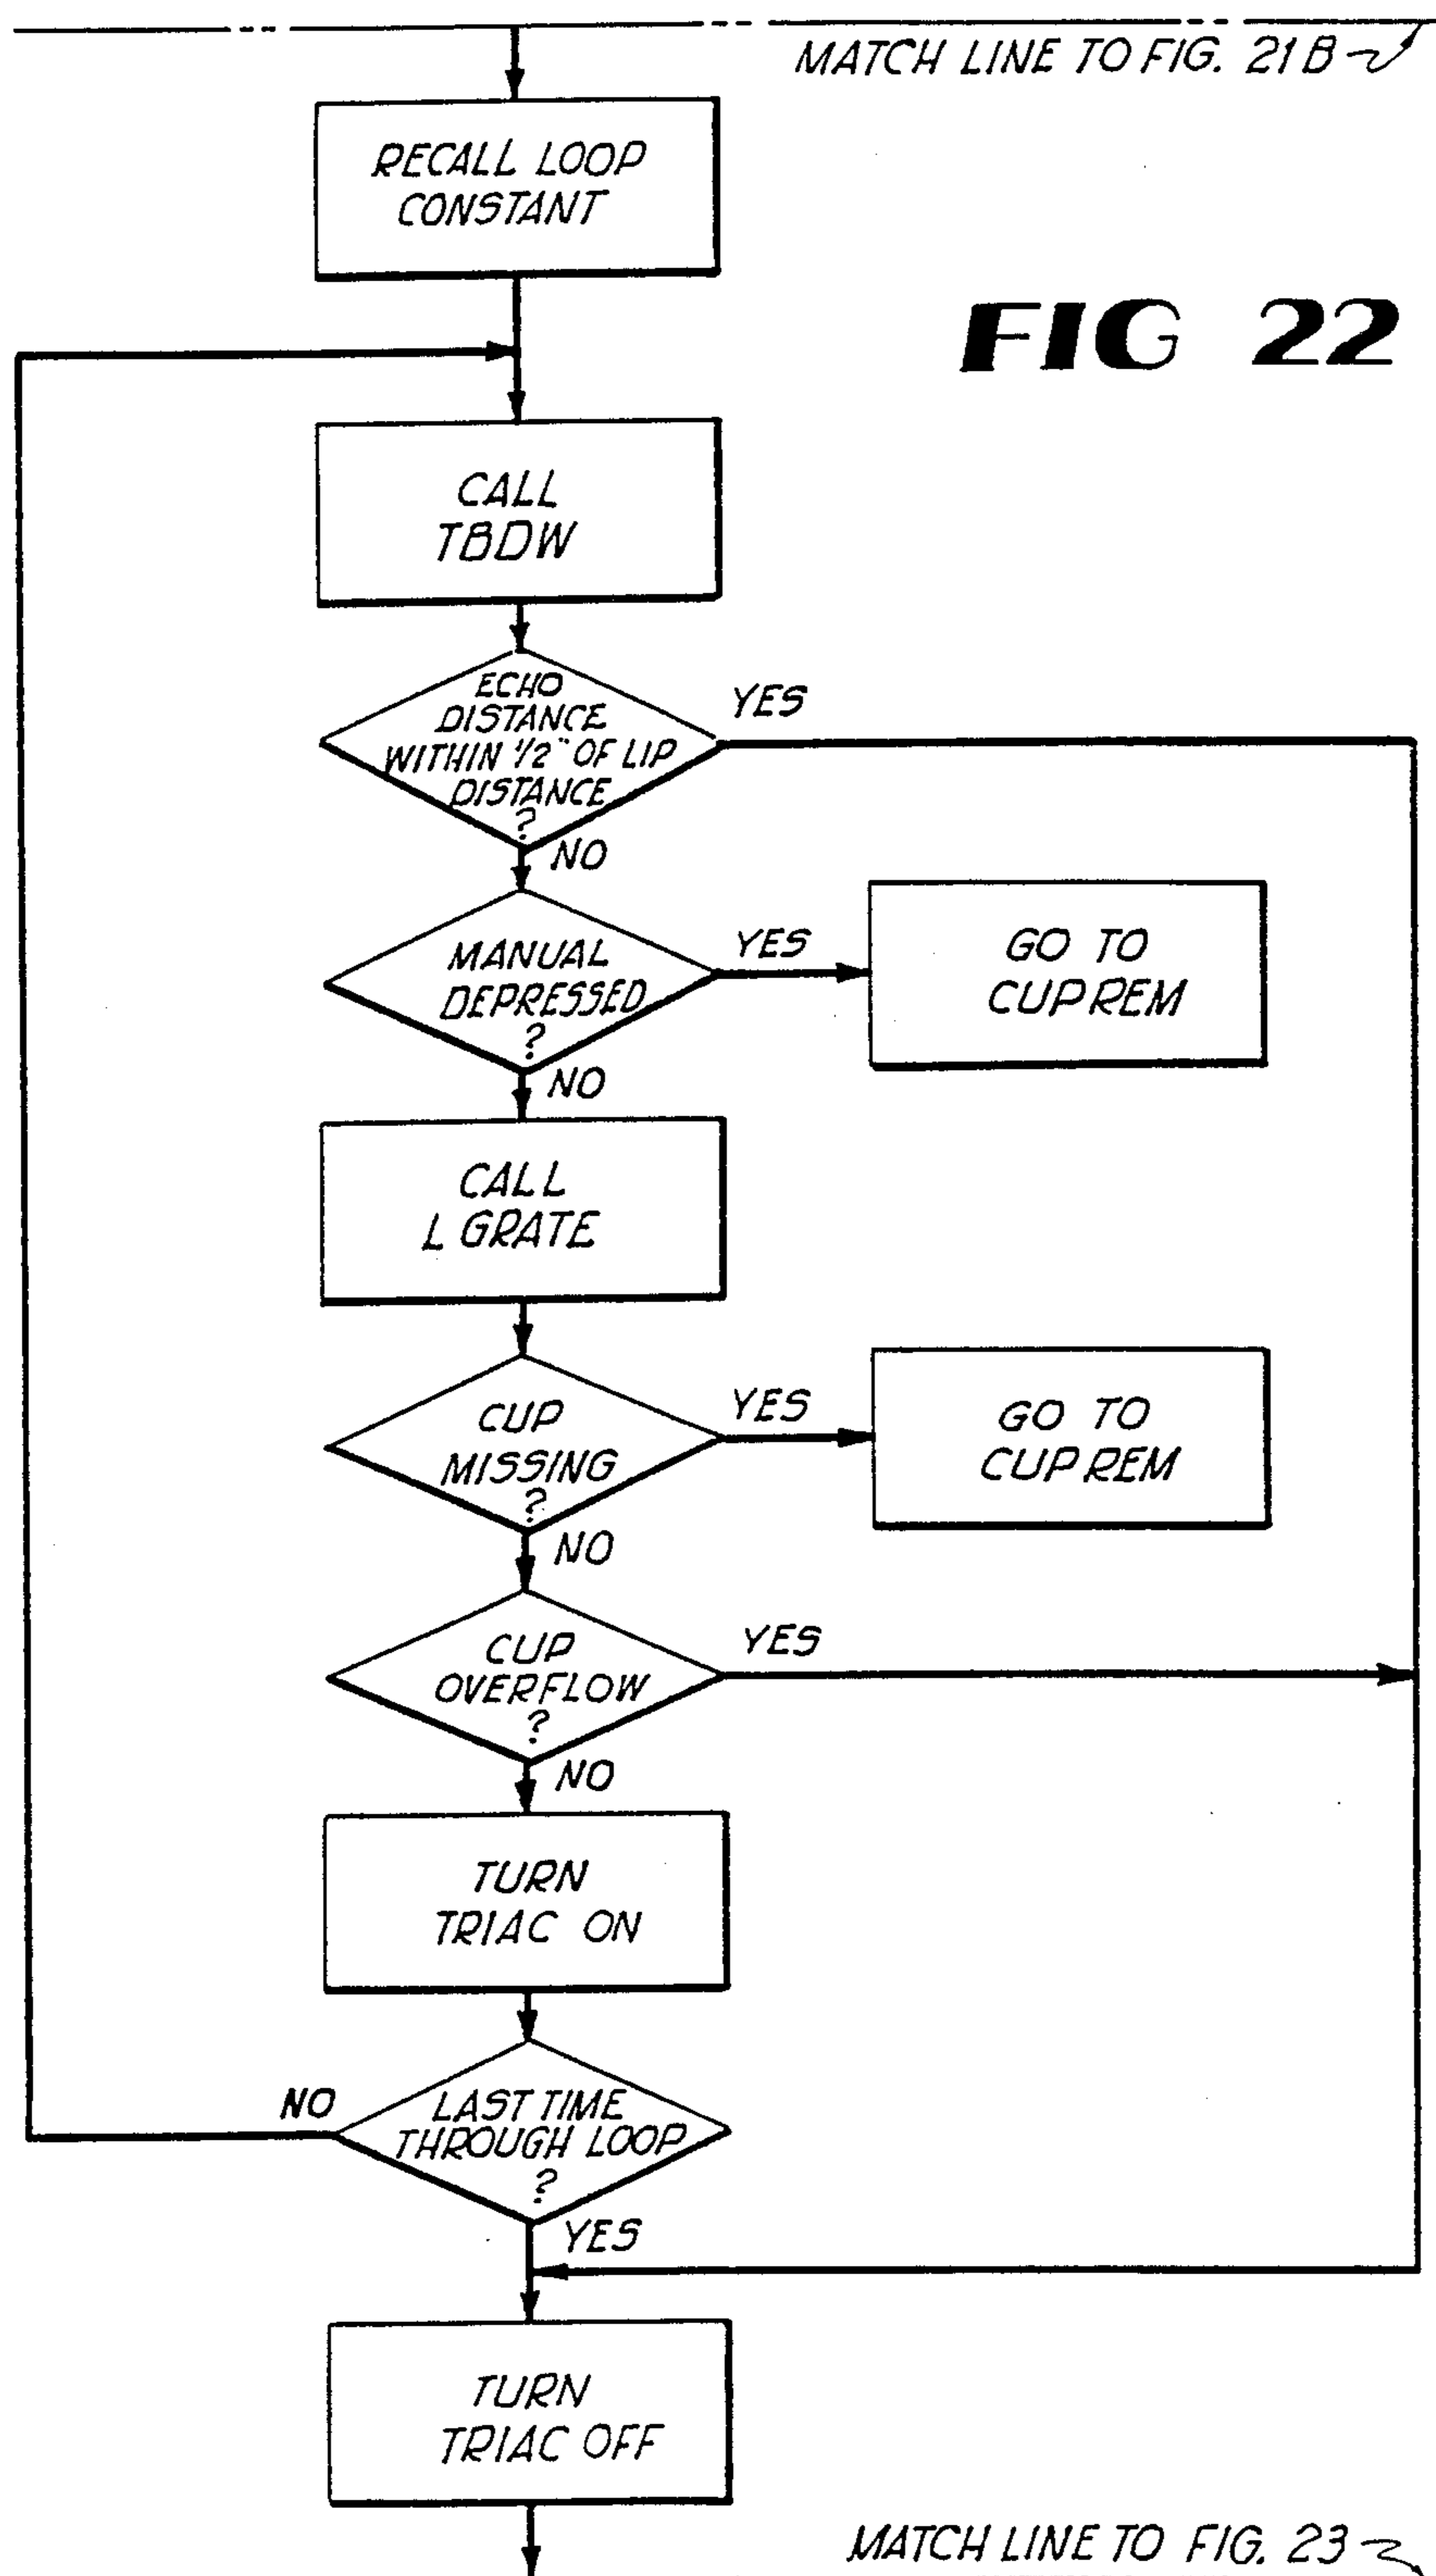 MATCH LINE TO FIG. 21B
RECALL LOOP
CONSTANT
FIG 22
CALL
TBDW
ECHO
DISTANCE
WITHIN 1/2" OF LIP
DISTANCE
?
YES
NO
MANUAL
DEPRESSED
?
YES
GO TO
CUPREM
NO
CALL
L GRATE
CUP
MISSING
?
YES
GO TO
CUPREM
NO
CUP
OVERFLOW
?
YES
NO
TURN
TRIAC ON
NO
LAST TIME
THROUGH LOOP
?
YES
TURN
TRIAC OFF
MATCH LINE TO FIG. 23